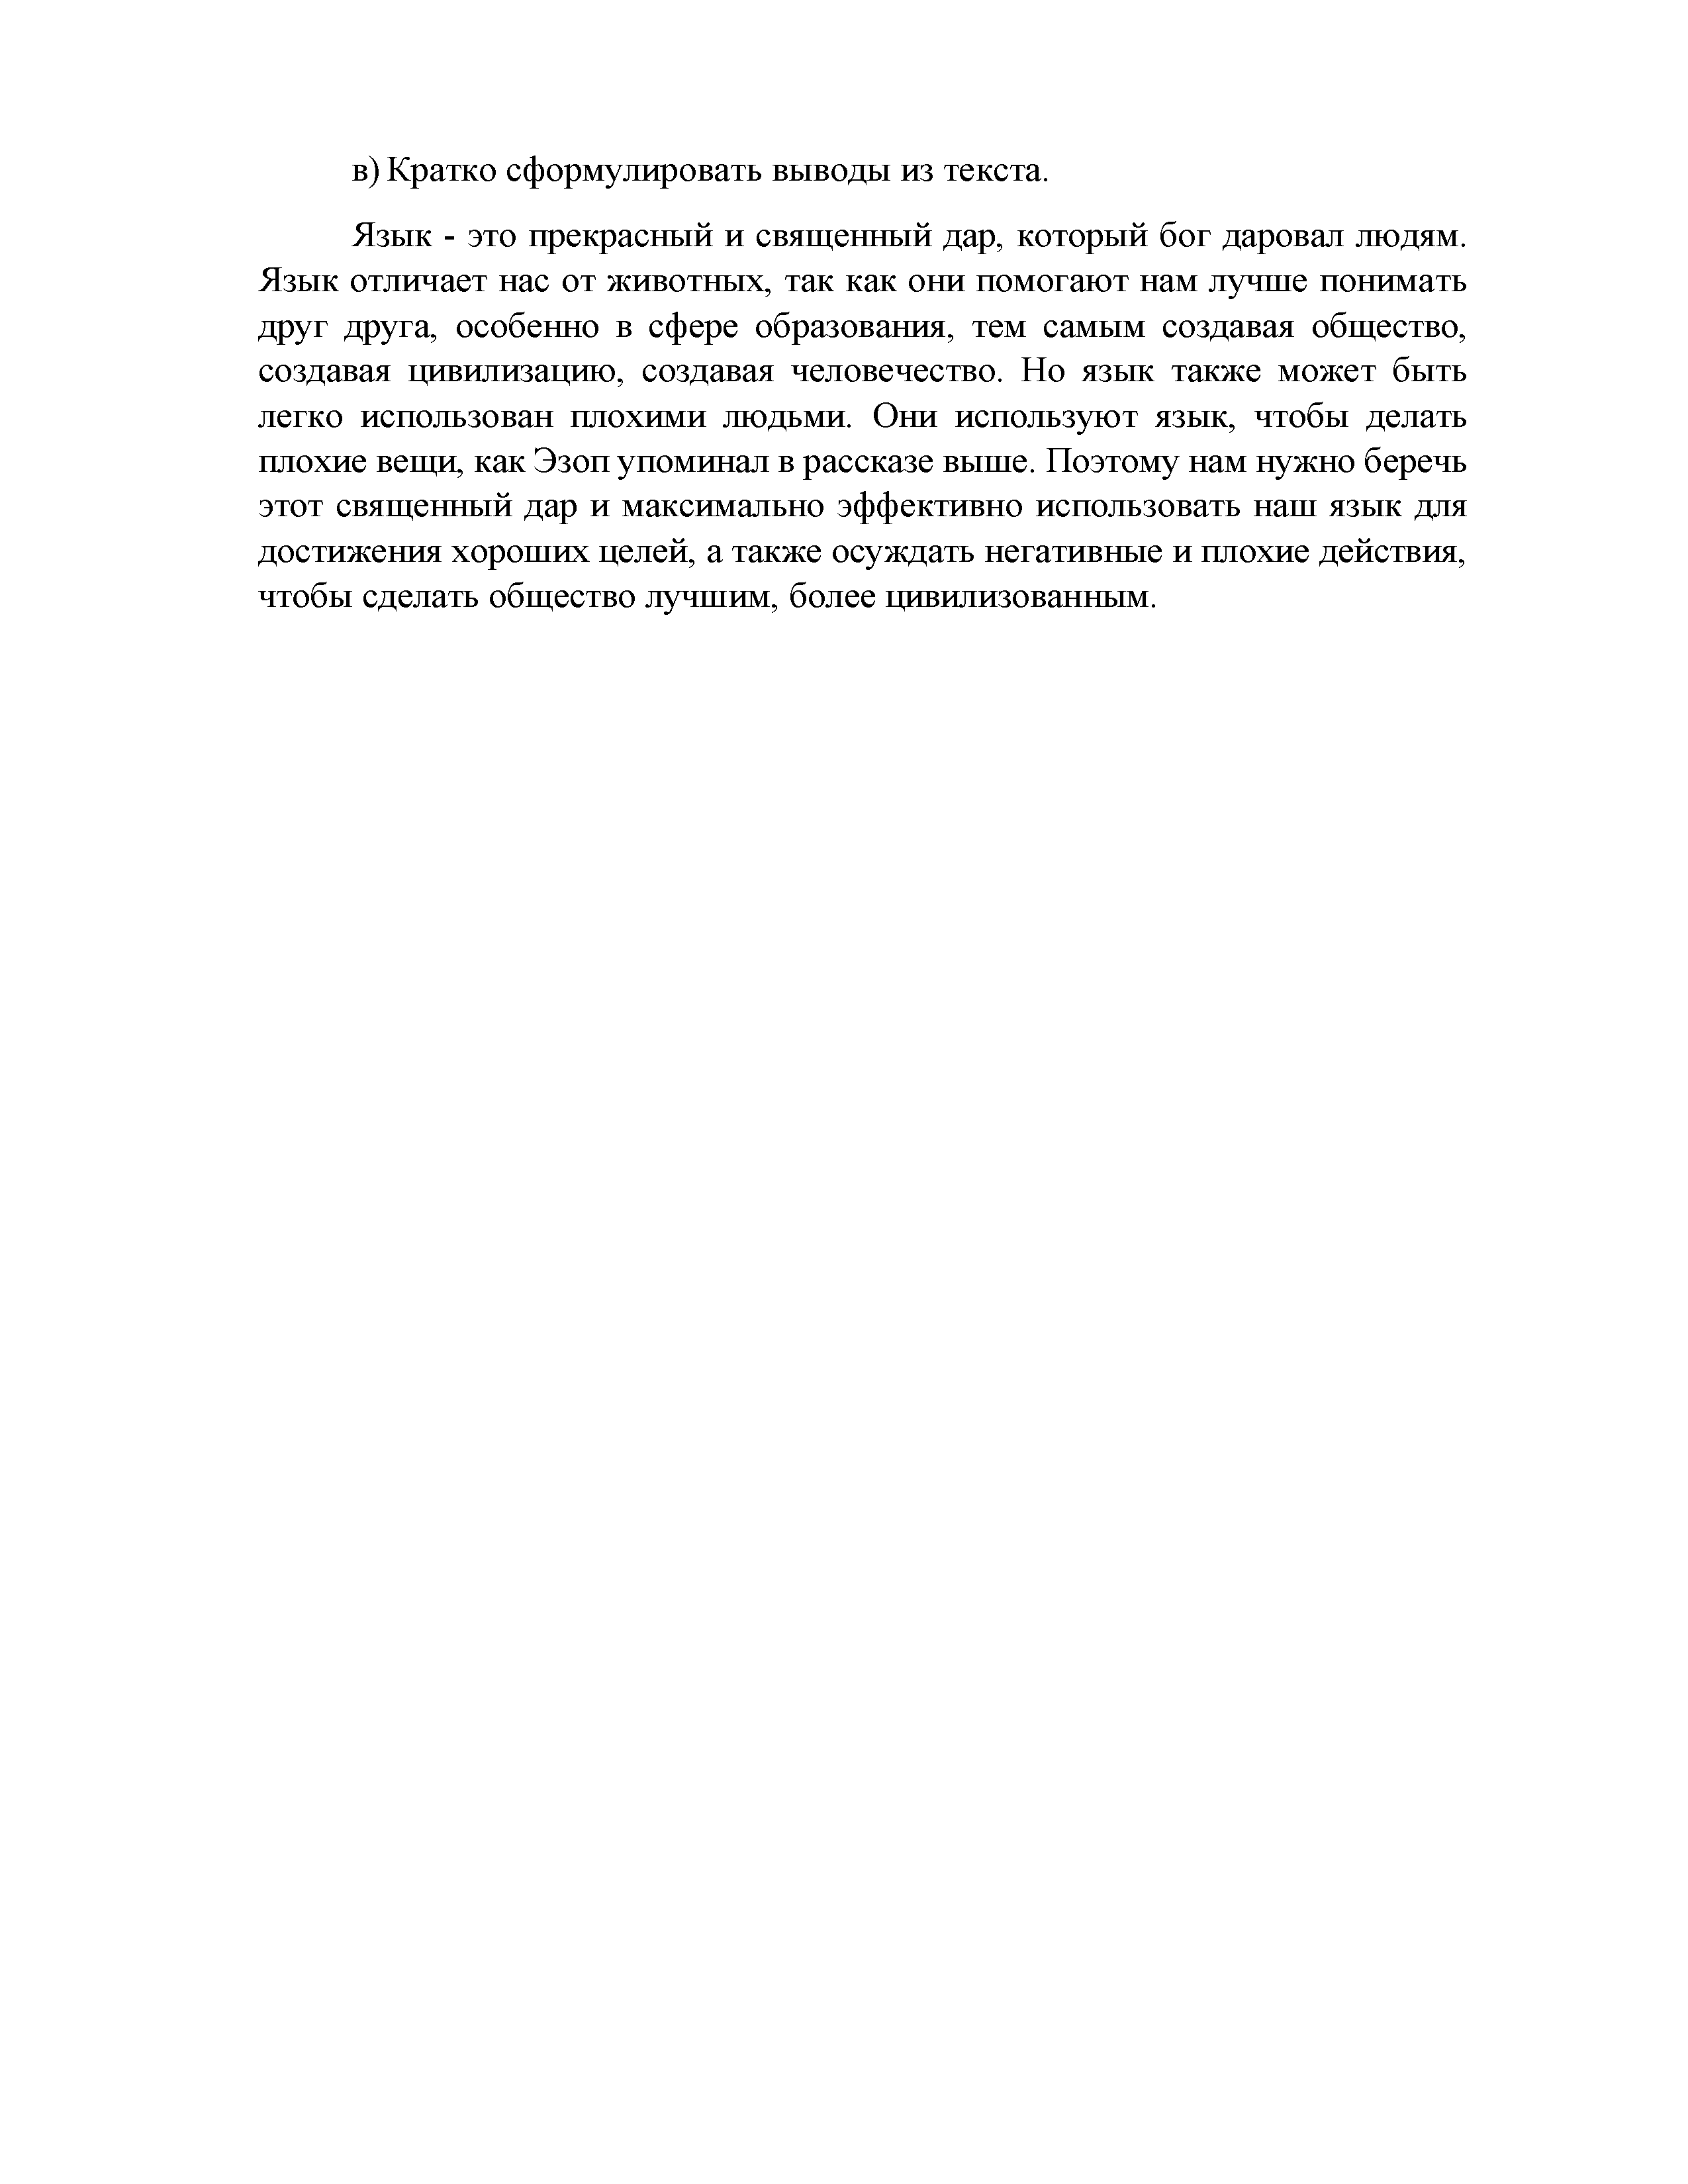 в) Кратко сформулировать выводы из текста.
Язык - это прекрасный и священный дар, который бог даровал людям.
Язык отличает нас от животных, так как они помогают нам лучше понимать
друг друга, особенно в сфере образования, тем самым создавая общество,
создавая цивилизацию, создавая человечество. Но язык также может быть
легко использован плохими людьми. Они используют язык, чтобы делать
плохие вещи, как Эзоп упоминал в рассказе выше. Поэтому нам нужно беречь
этот священный дар и максимально эффективно использовать наш язык для
достижения хороших целей, а также осуждать негативные и плохие действия,
чтобы сделать общество лучшим, более цивилизованным.